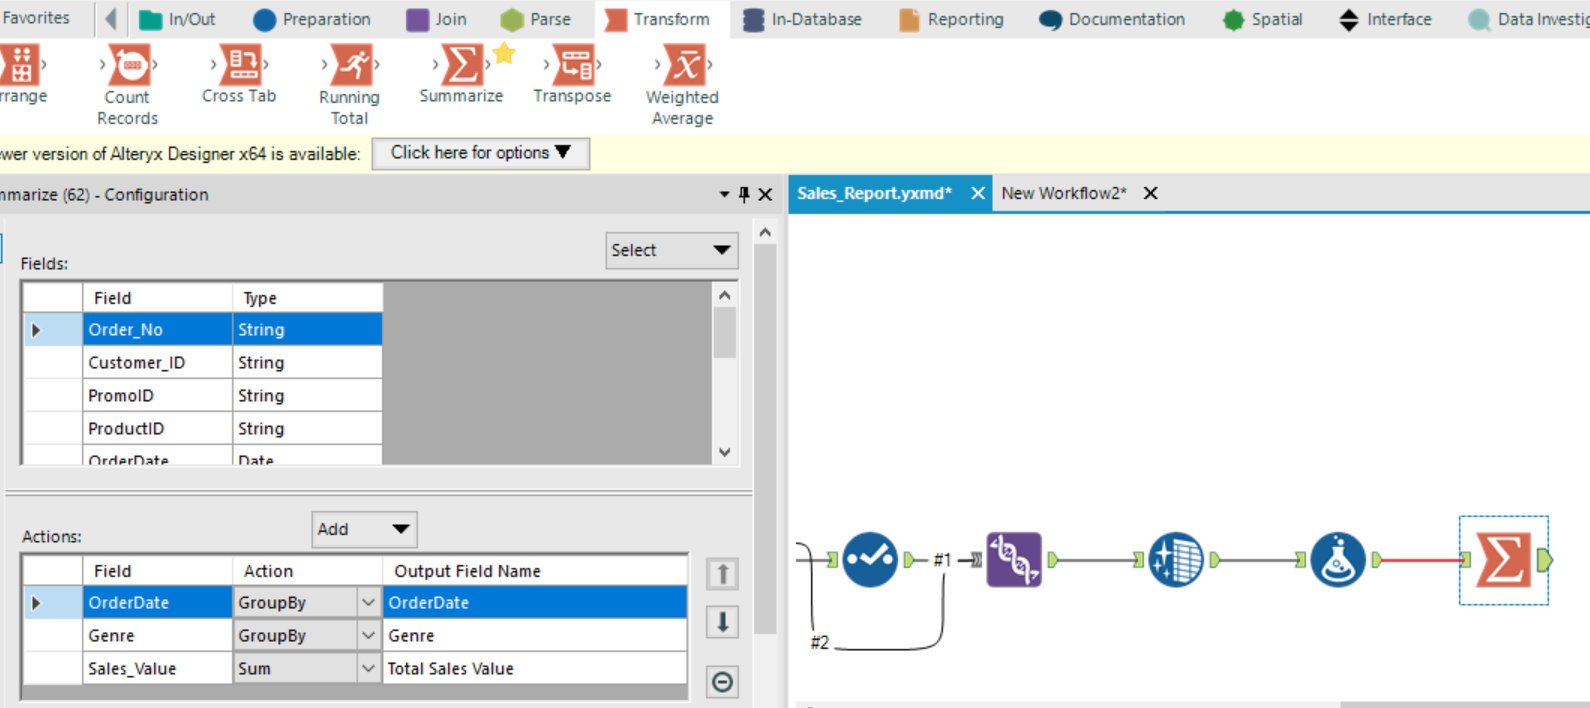 Favorites In/Out Preparation Join Parse Transform In-Database Reporting Documentation Spatial Interface Data Investig
rrange Count Records Cross Tab Running Total Summarize Transpose Weighted Average
ewer version of Alteryx Designer x64 is available: Click here for options
mmarize (62) - Configuration
Sales_Report.yxmd* New Workflow2*
Select
Fields:
Field Type
Order_No String
Customer_ID String
PromoID String
ProductID String
OrderDate Date
Add
Actions:
Field Action Output Field Name
OrderDate GroupBy OrderDate
Genre GroupBy Genre
Sales_Value Sum Total Sales Value
#1
#2